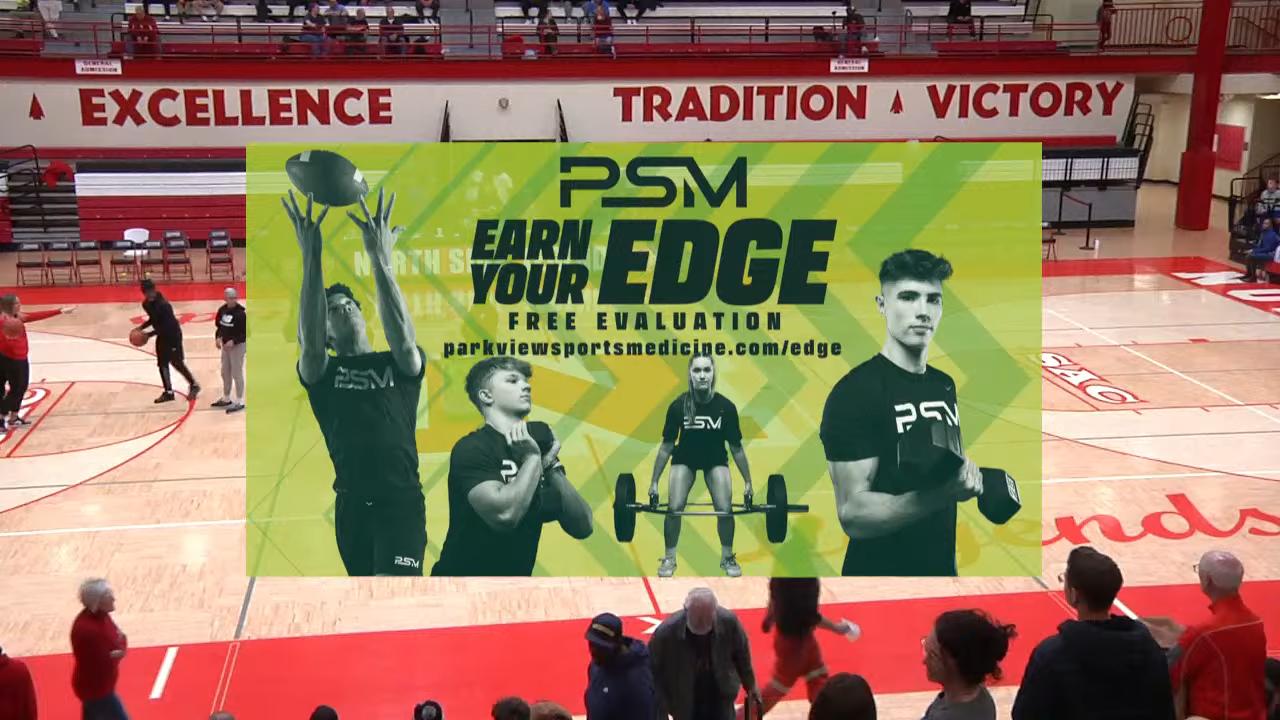 GENERAL
ADMISSION
GENERAL
ADMISSION
EXCELLENCE TRADITION VICTORY
PSM
EARN
YOUR
EDGE
FREE EVALUATION
parkviewsportsmedicine.com/edge
PSM
PSM
PSM
PSM
SAC